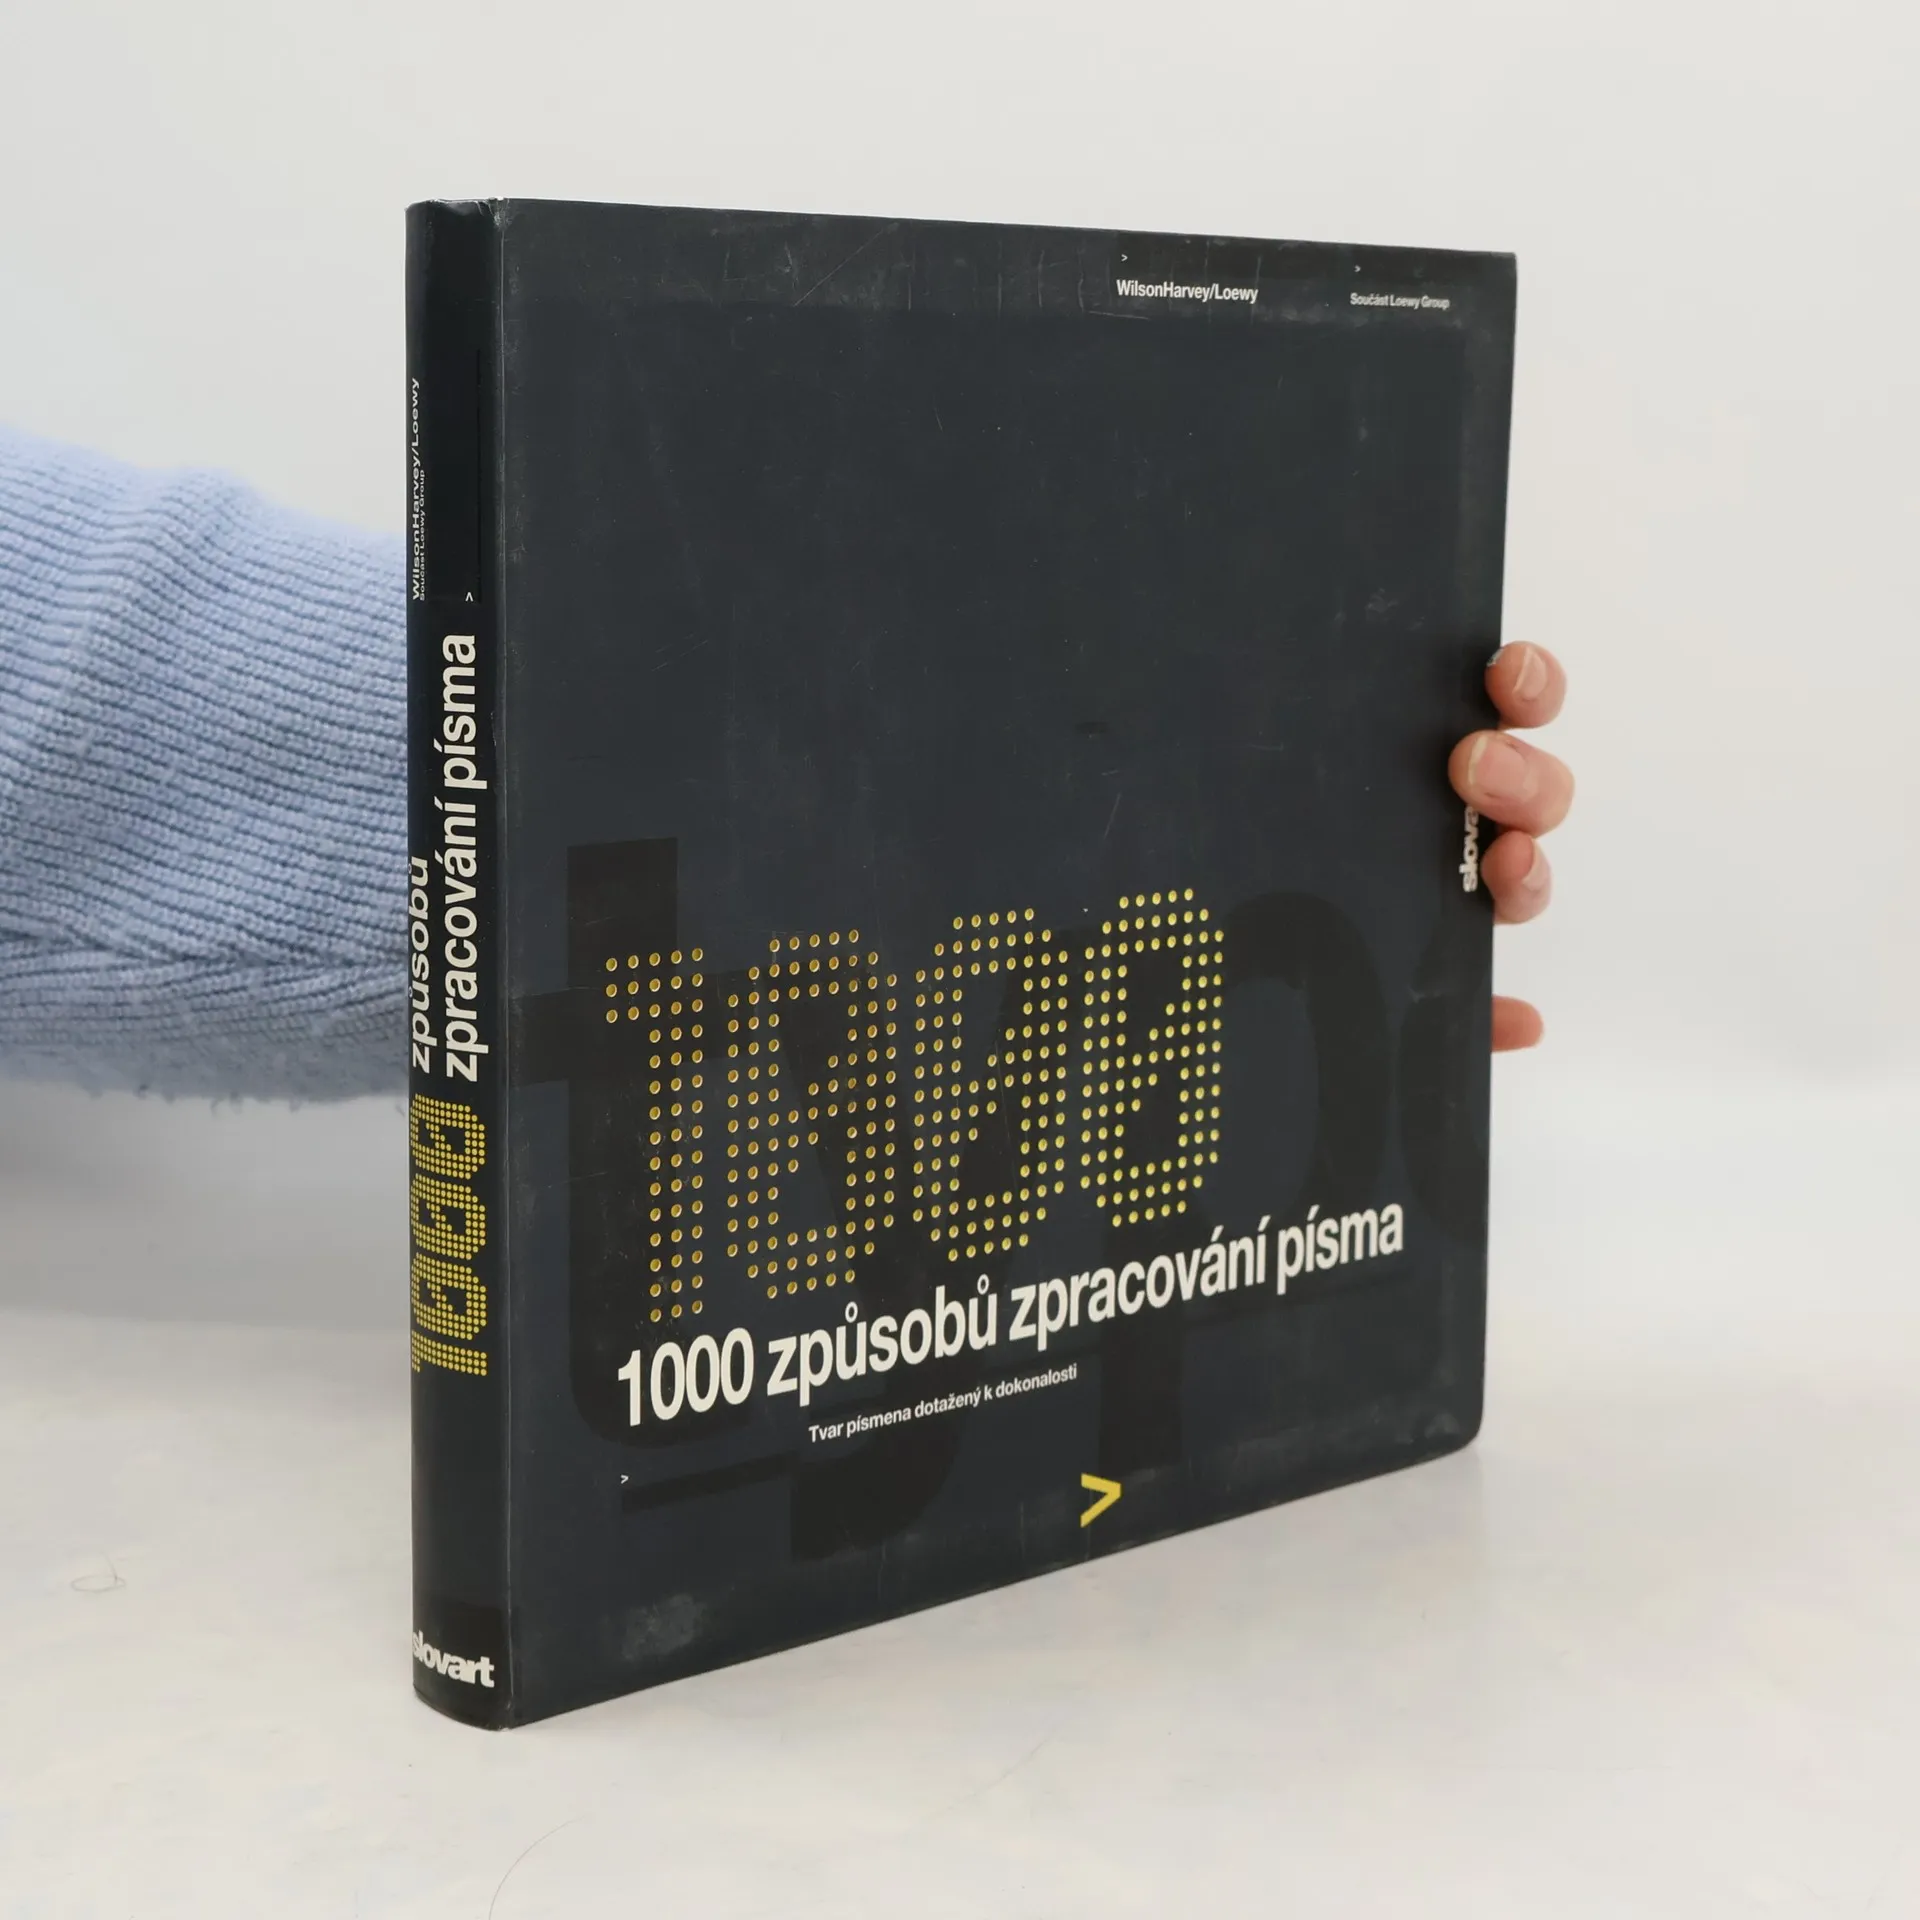 WilsonHarvey/Loewy
Součást Loewy Group
1000
1000 způsobů zpracování písma
Tvar písmena dotažený k dokonalosti
>
>
WilsonHarvey/Loewy
Součást Loewy Group
>
1000
způsobů
zpracování písma
slovart